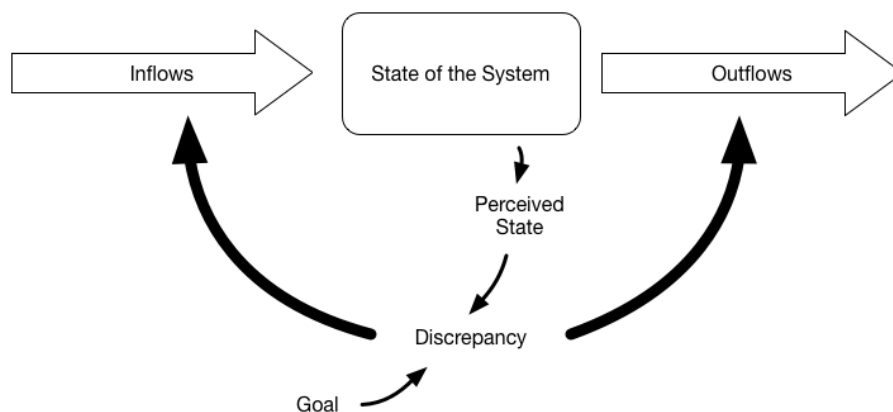 Inflows
State of the System
Outflows
Perceived
State
Discrepancy
Goal